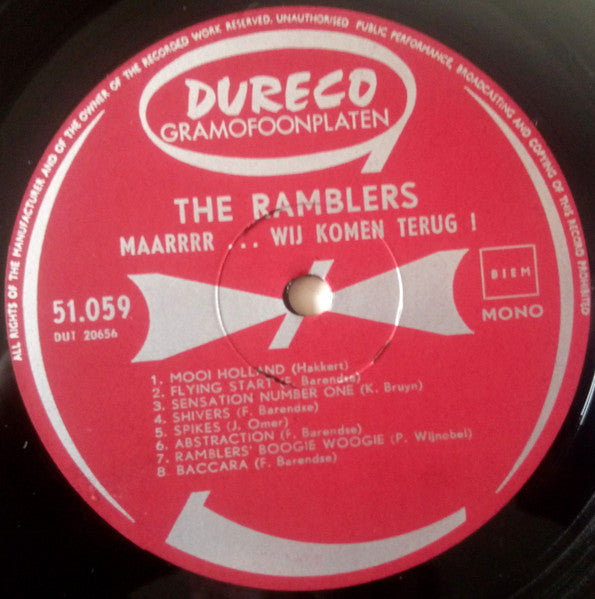 ALL RIGHTS OF THE MANUFACTURER AND OF THE OWNER OF THE RECORDED WORK RESERVED, UNAUTHORISED PUBLIC PERFORMANCE, BROADCASTING AND COPYING OF THIS RECORD PROHIBITED
DURECO
GRAMOFOONPLATEN
THE RAMBLERS
MAARRRR ... WIJ KOMEN TERUG !
51.059
DUT 20656
BIEM
MONO
1. MOOI HOLLAND (Hakkert)
2. FLYING START (F. Barendse)
3. SENSATION NUMBER ONE (K. Bruyn)
4. SHIVERS (F. Barendse)
5. SPIKES (J. Omer)
6. ABSTRACTION (F. Barendse)
7. RAMBLERS' BOOGIE WOOGIE (P. Wijnobel)
8. BACCARA (F. Barendse)